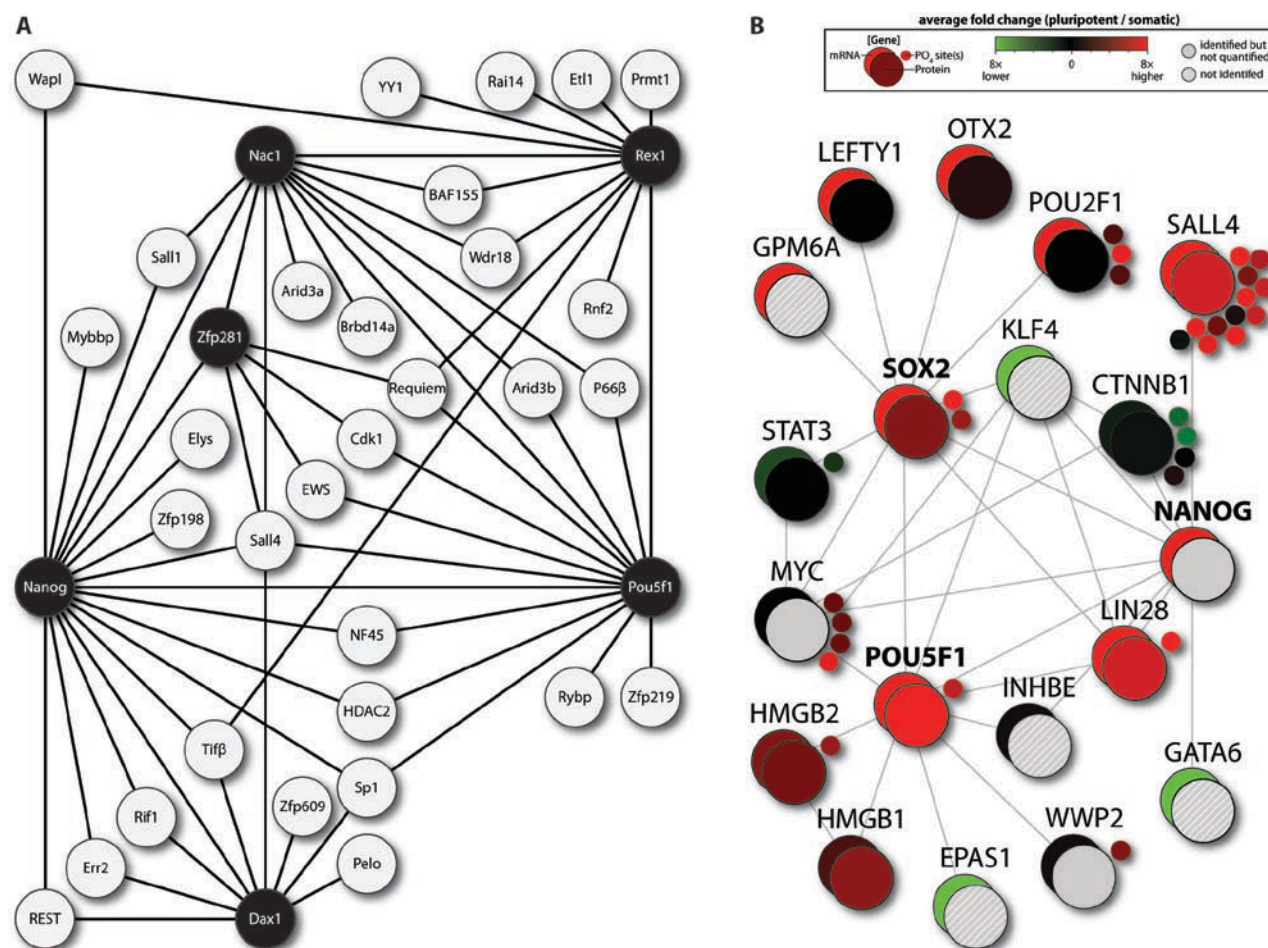 A
Wapl
YY1
Rai14
Etl1
Prmt1
Nac1
Rex1
BAF155
Sall1
Wdr18
Arid3a
Rnf2
Mybbp
Zfp281
Brbd14a
Requiem
Arid3b
P66β
Elys
Cdk1
EWS
Zfp198
Sall4
Nanog
Pou5f1
NF45
Rybp
Zfp219
HDAC2
Tifβ
Sp1
Zfp609
Rif1
Err2
Pelo
REST
Dax1
B
average fold change (pluripotent / somatic)
[Gene]
mRNA
PO4 site(s)
Protein
8×
lower
0
8×
higher
identified but
not quantified
not identifed
OTX2
LEFTY1
POU2F1
SALL4
GPM6A
KLF4
SOX2
CTNNB1
STAT3
NANOG
MYC
LIN28
POU5F1
INHBE
HMGB2
GATA6
HMGB1
WWP2
EPAS1